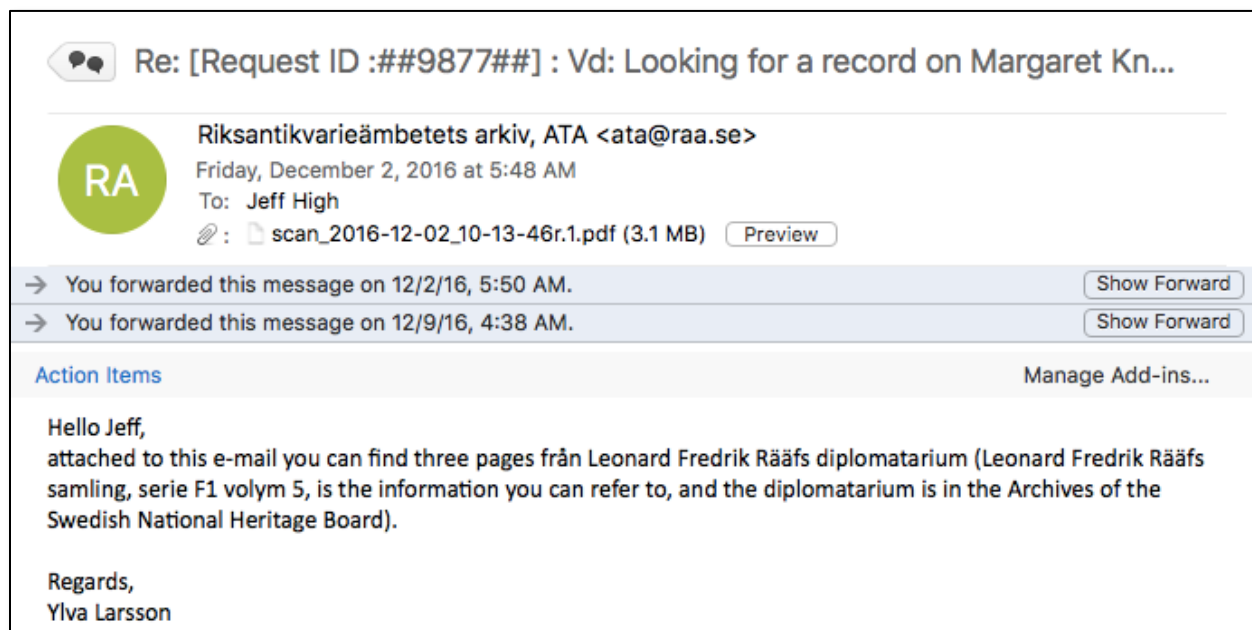 Re: [Request ID :##9877##] : Vd: Looking for a record on Margaret Kn...
RA
Riksantikvarieämbetets arkiv, ATA <ata@raa.se>
Friday, December 2, 2016 at 5:48 AM
To: Jeff High
: scan_2016-12-02_10-13-46r.1.pdf (3.1 MB) Preview
→ You forwarded this message on 12/2/16, 5:50 AM. Show Forward
→ You forwarded this message on 12/9/16, 4:38 AM. Show Forward
Action Items Manage Add-ins...
Hello Jeff,
attached to this e-mail you can find three pages från Leonard Fredrik Rääfs diplomatarium (Leonard Fredrik Rääfs
samling, serie F1 volym 5, is the information you can refer to, and the diplomatarium is in the Archives of the
Swedish National Heritage Board).
Regards,
Ylva Larsson